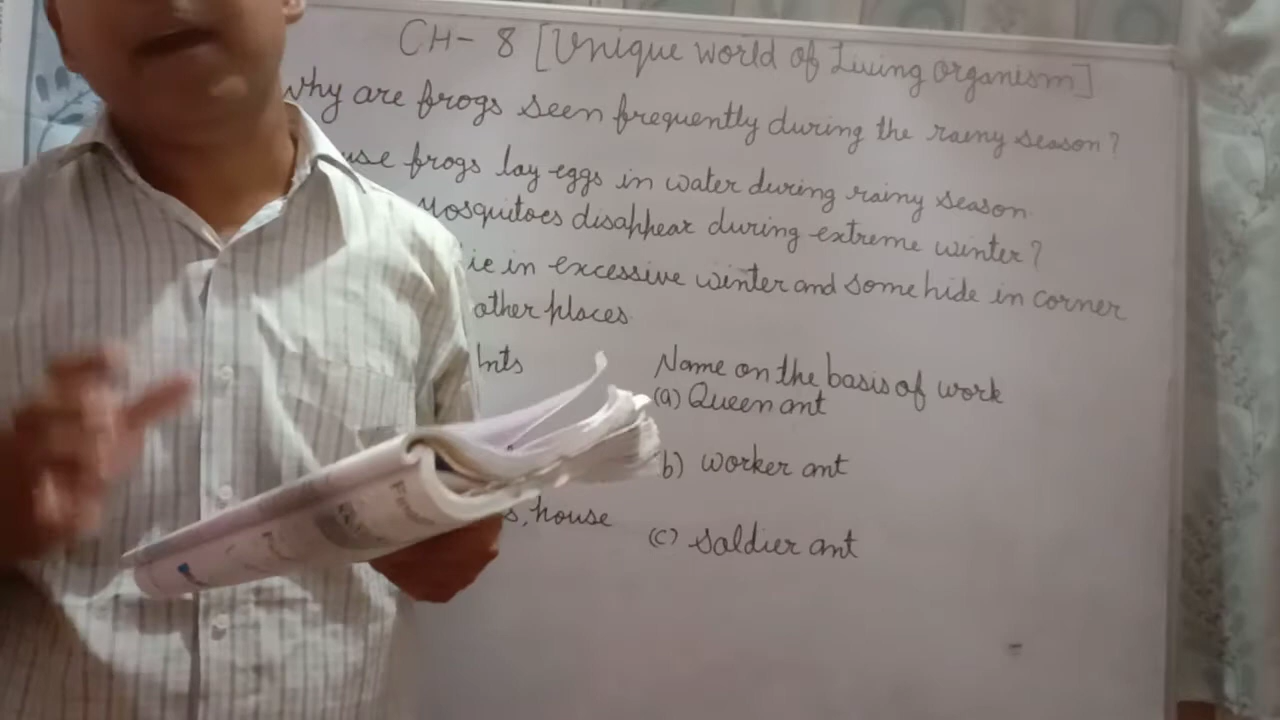 CH- 8 [Unique world of Living organism]
why are frogs seen frequently during the rainy season?
use frogs lay eggs in water during rainy season.
Mosquitoes disappear during extreme winter?
ie in excessive winter and some hide in corner
other places.
nts
Name on the basis of work
(a) Queen ant
b) worker ant
s, house
(c) soldier ant